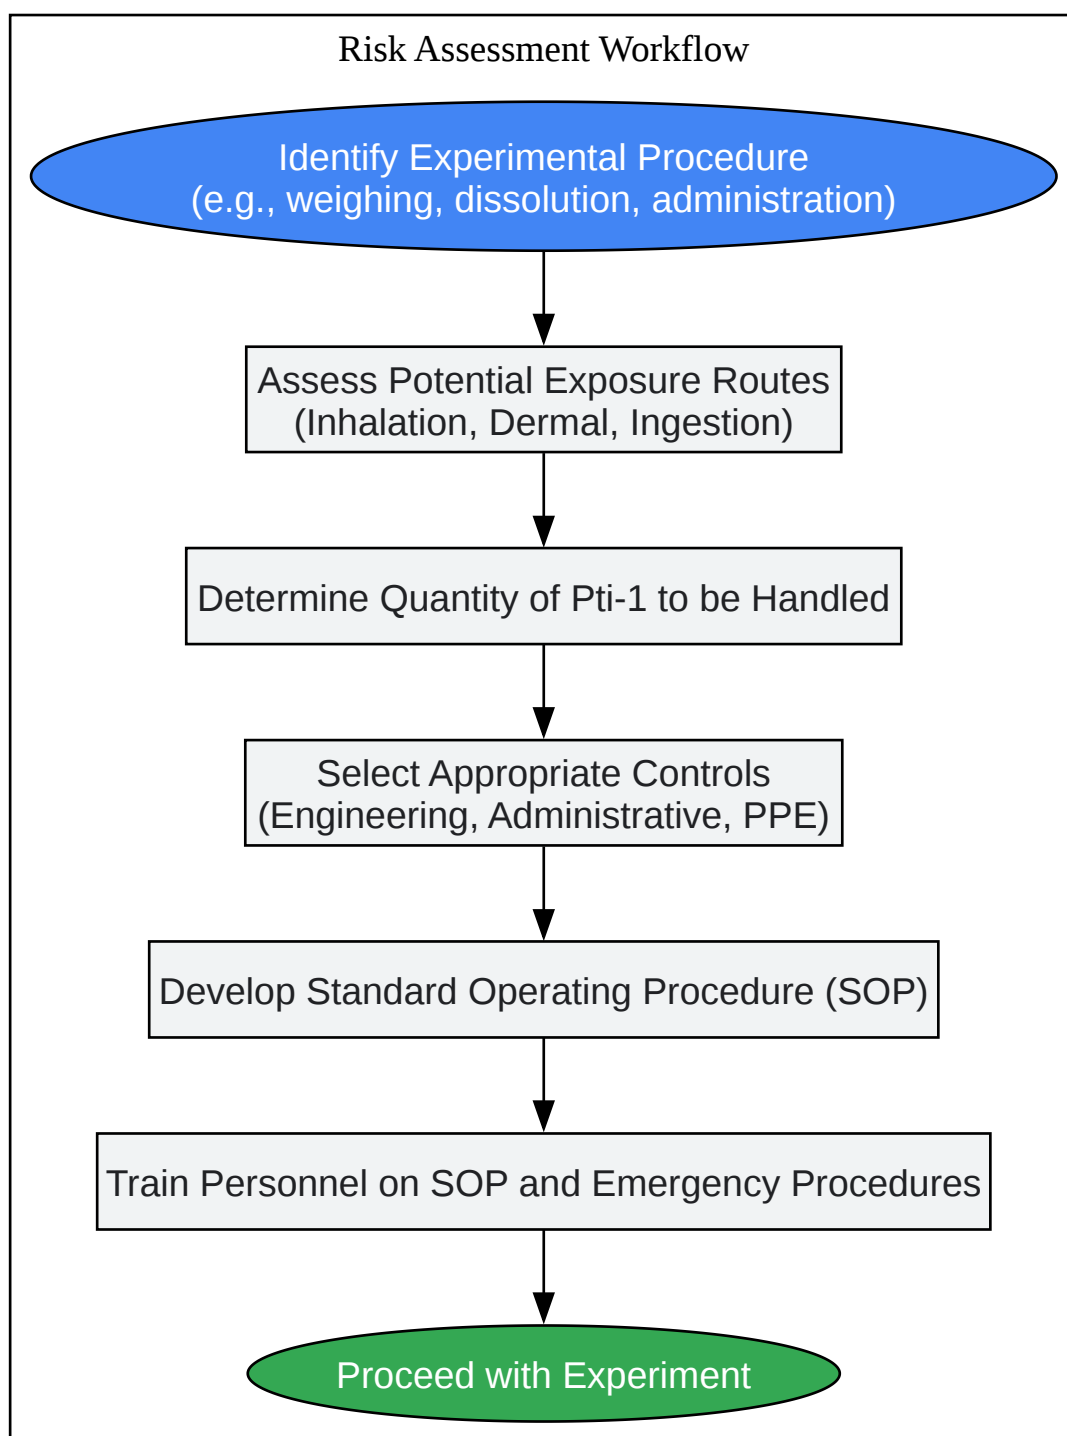 Risk Assessment Workflow
Identify Experimental Procedure
(e.g., weighing, dissolution, administration)
Assess Potential Exposure Routes
(Inhalation, Dermal, Ingestion)
Determine Quantity of Pti-1 to be Handled
Select Appropriate Controls
(Engineering, Administrative, PPE)
Develop Standard Operating Procedure (SOP)
Train Personnel on SOP and Emergency Procedures
Proceed with Experiment